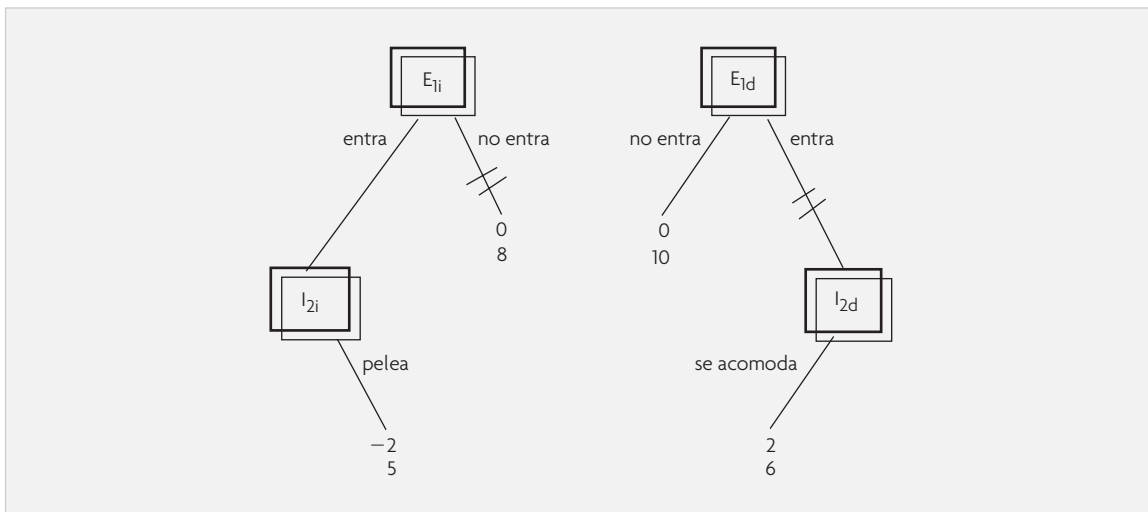 E1i
E1d
entra
no entra
no entra
entra
0
8
0
10
I2i
I2d
pelea
se acomoda
−2
5
2
6